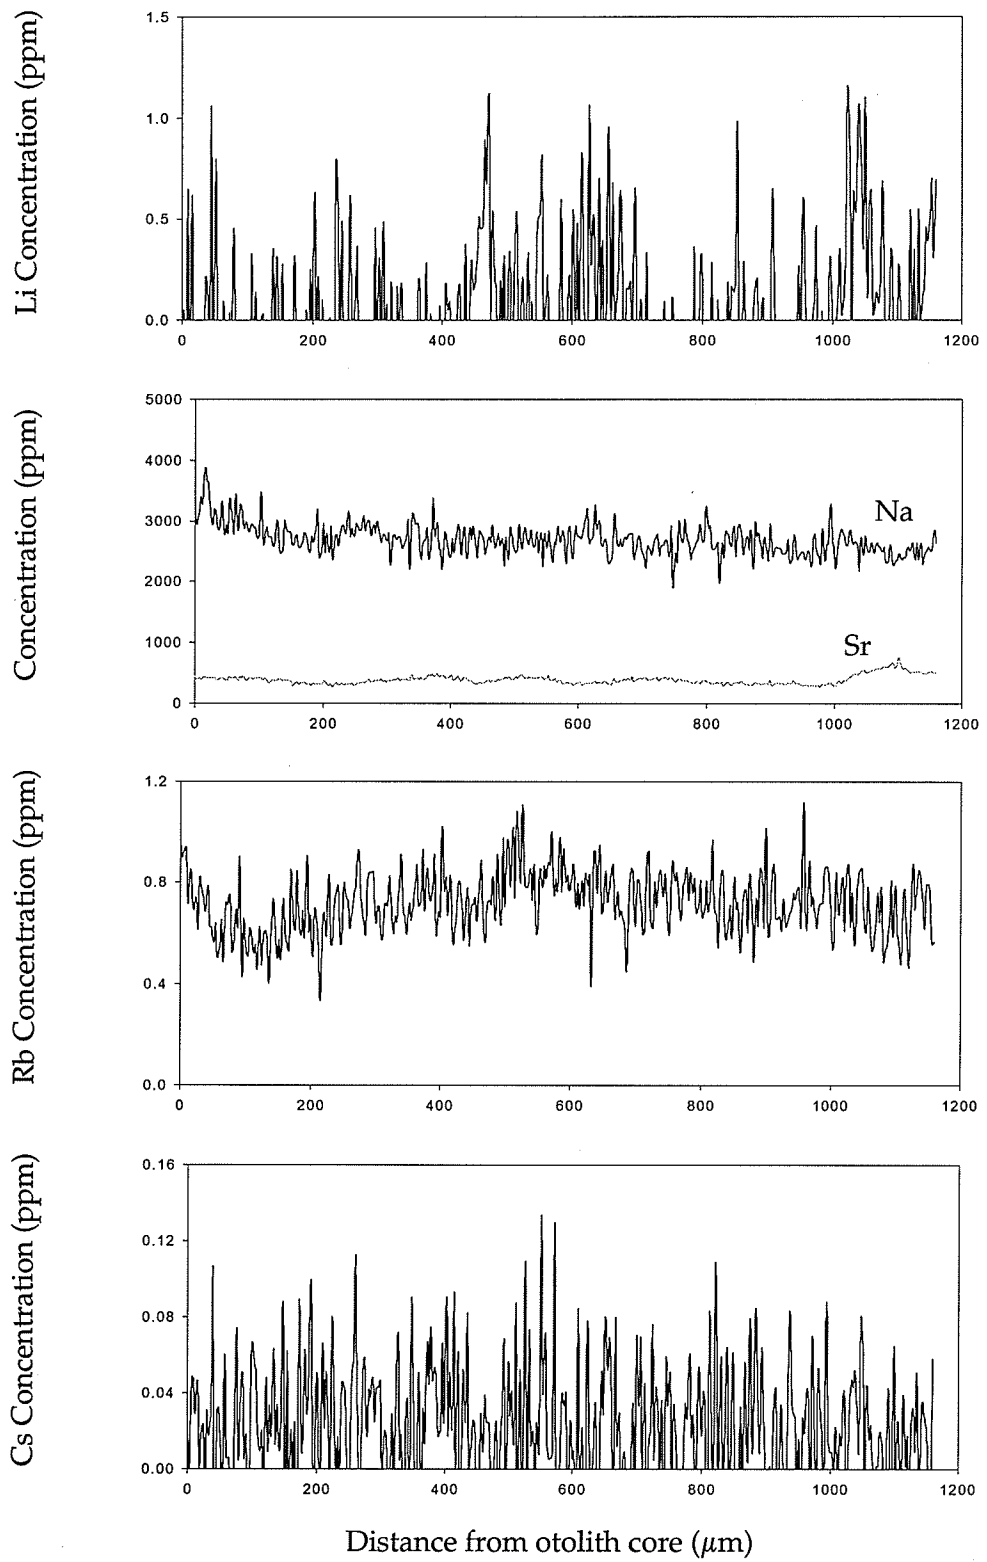 Li Concentration (ppm)
1.5
1.0
0.5
0.0
0 200 400 600 800 1000 1200
Concentration (ppm)
5000
4000
3000
2000
1000
0
Na
Sr
0 200 400 600 800 1000 1200
Rb Concentration (ppm)
1.2
0.8
0.4
0.0
0 200 400 600 800 1000 1200
Cs Concentration (ppm)
0.16
0.12
0.08
0.04
0.00
0 200 400 600 800 1000 1200
Distance from otolith core (μm)